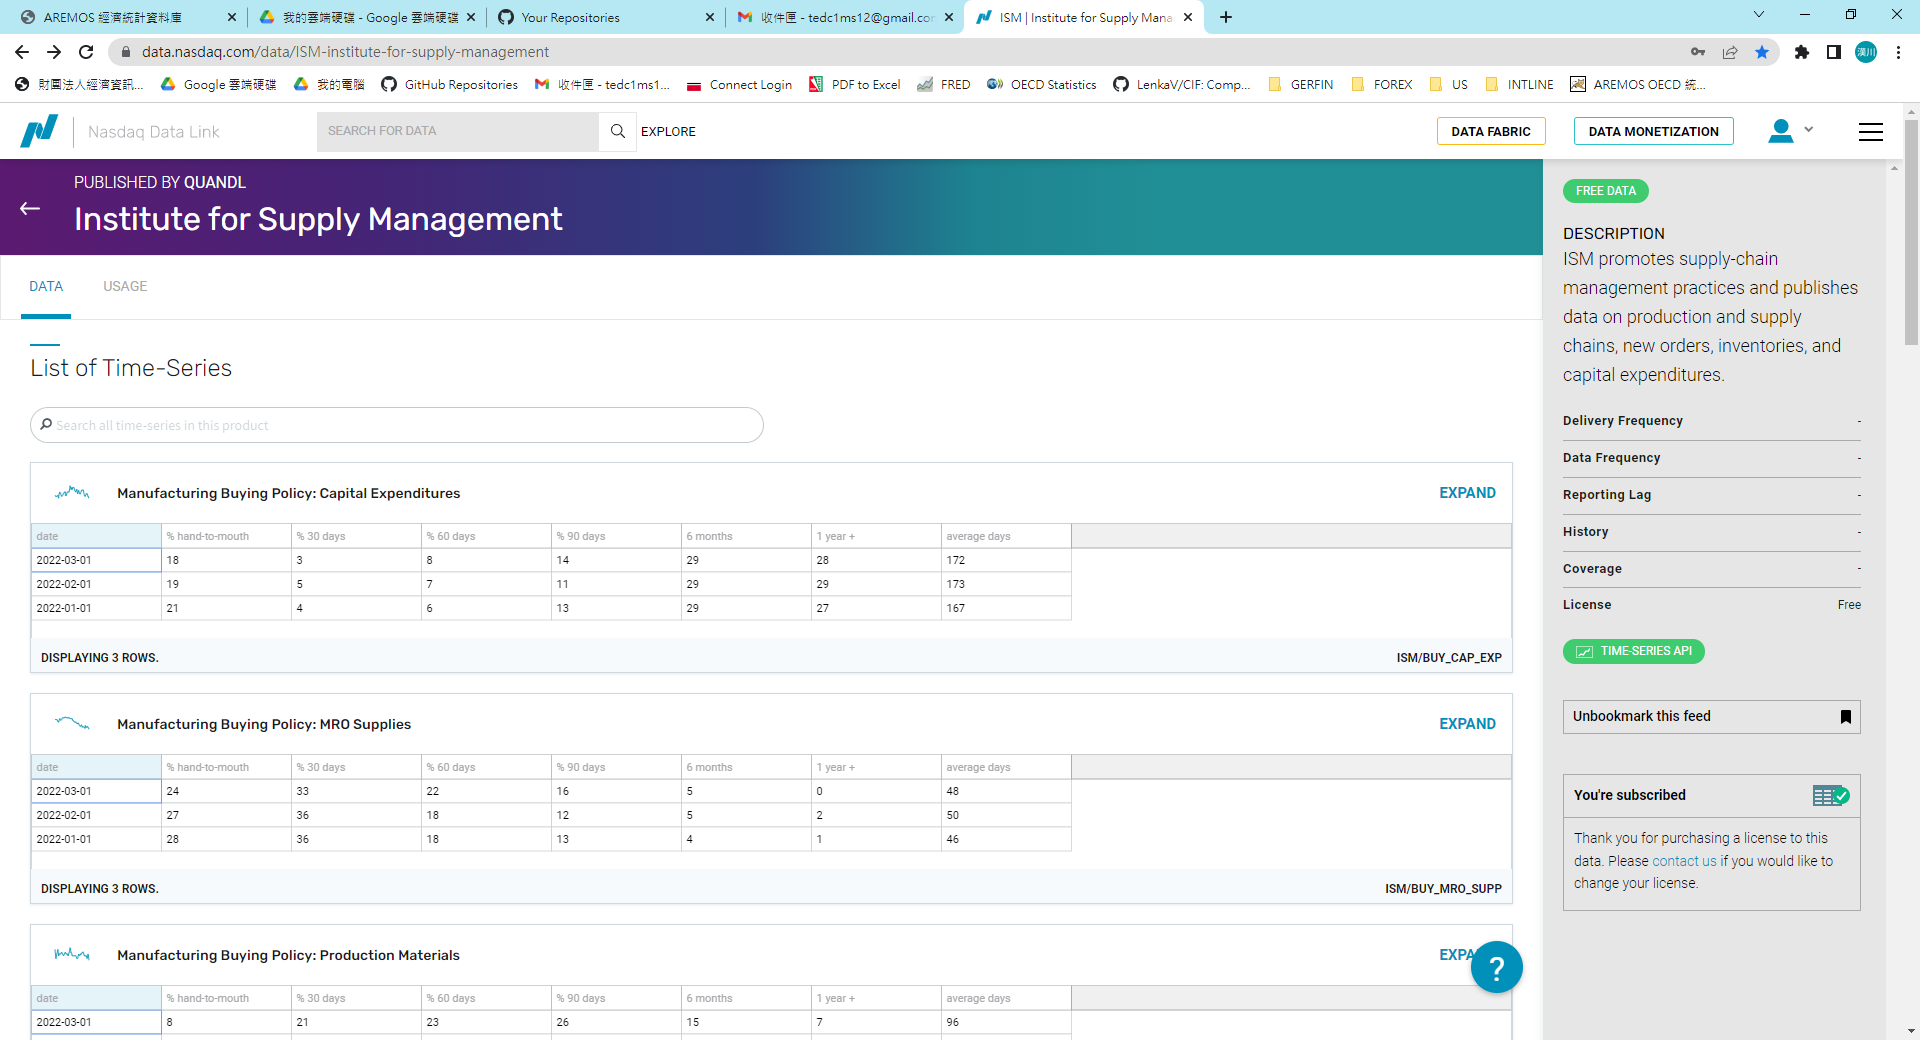 AREMOS 經濟統計資料庫
我的雲端硬碟 - Google 雲端硬碟
Your Repositories
收件匣 - tedc1ms12@gmail.co
ISM | Institute for Supply Mana
data.nasdaq.com/data/ISM-institute-for-supply-management
漢川
財團法人經濟資訊...
Google 雲端硬碟
我的電腦
GitHub Repositories
收件匣 - tedc1ms1...
Connect Login
PDF to Excel
FRED
OECD Statistics
LenkaV/CIF: Comp...
GERFIN
FOREX
US
INTLINE
AREMOS OECD 統...
Nasdaq Data Link
SEARCH FOR DATA
EXPLORE
DATA FABRIC
DATA MONETIZATION
PUBLISHED BY QUANDL
Institute for Supply Management
DATA
USAGE
List of Time-Series
Search all time-series in this product
Manufacturing Buying Policy: Capital Expenditures
EXPAND
date % hand-to-mouth % 30 days % 60 days % 90 days 6 months 1 year + average days
2022-03-01 18 3 8 14 29 28 172
2022-02-01 19 5 7 11 29 29 173
2022-01-01 21 4 6 13 29 27 167
DISPLAYING 3 ROWS.
ISM/BUY_CAP_EXP
Manufacturing Buying Policy: MRO Supplies
EXPAND
date % hand-to-mouth % 30 days % 60 days % 90 days 6 months 1 year + average days
2022-03-01 24 33 22 16 5 0 48
2022-02-01 27 36 18 12 5 2 50
2022-01-01 28 36 18 13 4 1 46
DISPLAYING 3 ROWS.
ISM/BUY_MRO_SUPP
Manufacturing Buying Policy: Production Materials
EXPA
?
date % hand-to-mouth % 30 days % 60 days % 90 days 6 months 1 year + average days
2022-03-01 8 21 23 26 15 7 96
FREE DATA
DESCRIPTION
ISM promotes supply-chain
management practices and publishes
data on production and supply
chains, new orders, inventories, and
capital expenditures.
Delivery Frequency -
Data Frequency -
Reporting Lag -
History -
Coverage -
License Free
TIME-SERIES API
Unbookmark this feed
You're subscribed
Thank you for purchasing a license to this
data. Please contact us if you would like to
change your license.